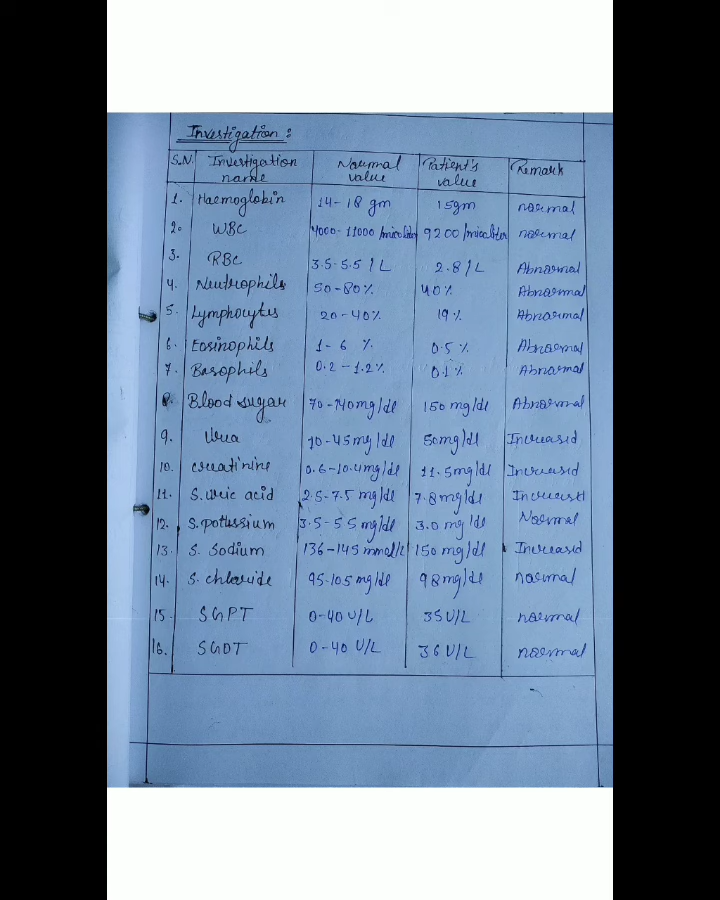 Investigation :
S.N. Investigation name Normal value Patient's value Remark
1. Haemoglobin 14-18 gm 15gm normal
2. WBC 4000-11000 /micoliter 9200/micoliter normal
3. RBC 3.5-5.5 / L 2.8 / L Abnormal
4. Neutrophils 50-80% 40% Abnormal
5. Lymphocytes 20-40% 19% Abnormal
6. Eosinophils 1-6 % 0.5 % Abnormal
7. Basophils 0.2-1.2% 0.1% Abnormal
8. Blood sugar 70-140mg/dl 150 mg/dl Abnormal
9. Urea 10-45mg/dl 50mg/dl Increased
10. creatinine 0.6-10.4mg/dl 11.5mg/dl Increased
11. S.uric acid 2.5-7.5 mg/dl 7.8mg/dl Increased
12. S.potassium 3.5-5.5 mg/dl 3.0 mg/dl Normal
13. S. Sodium 136-145 mmol/L 150 mg/dl Increased
14. S. chloride 95-105 mg/dl 98 mg/dl normal
15. SGPT 0-40 U/L 35 U/L normal
16. SGOT 0-40 U/L 36 U/L normal